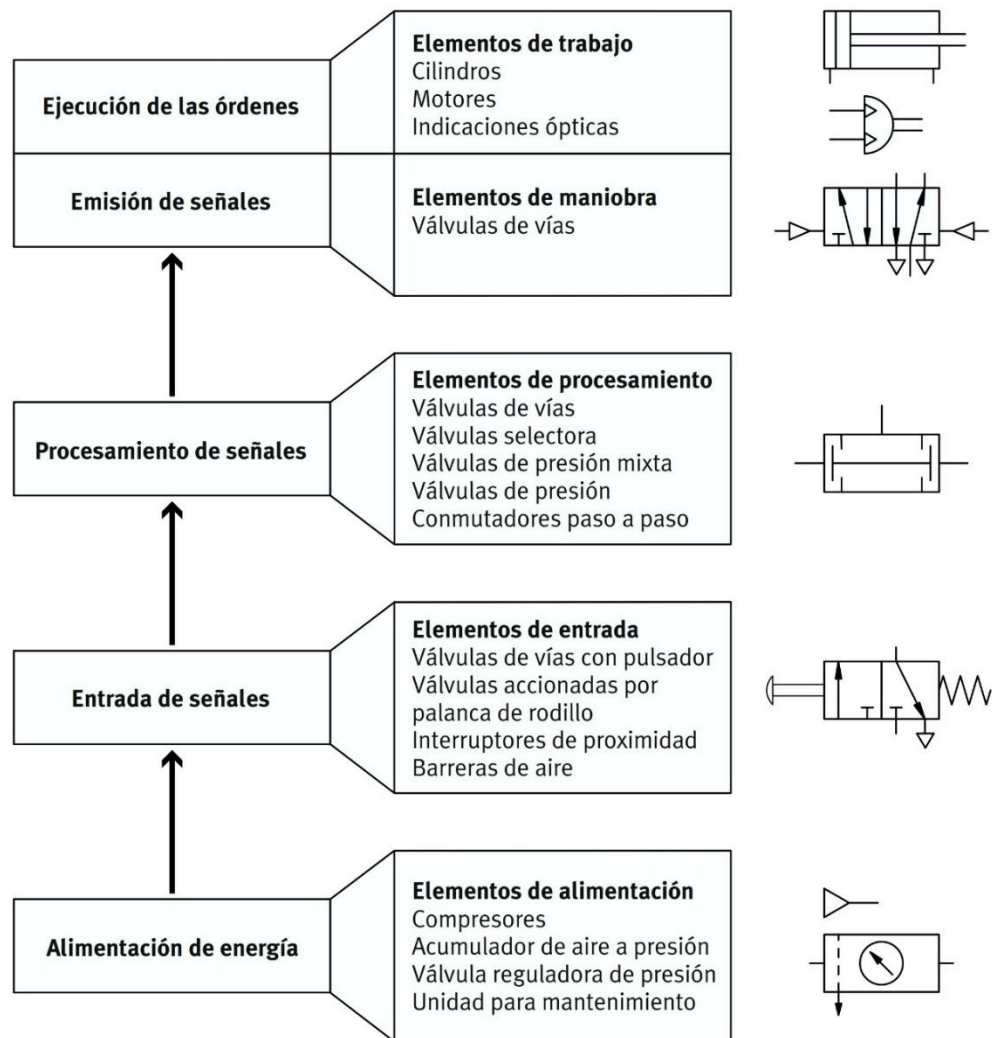 Ejecución de las órdenes
Elementos de trabajo
Cilindros
Motores
Indicaciones ópticas
Emisión de señales
Elementos de maniobra
Válvulas de vías
Procesamiento de señales
Elementos de procesamiento
Válvulas de vías
Válvulas selectora
Válvulas de presión mixta
Válvulas de presión
Conmutadores paso a paso
Entrada de señales
Elementos de entrada
Válvulas de vías con pulsador
Válvulas accionadas por
palanca de rodillo
Interruptores de proximidad
Barreras de aire
Alimentación de energía
Elementos de alimentación
Compresores
Acumulador de aire a presión
Válvula reguladora de presión
Unidad para mantenimiento